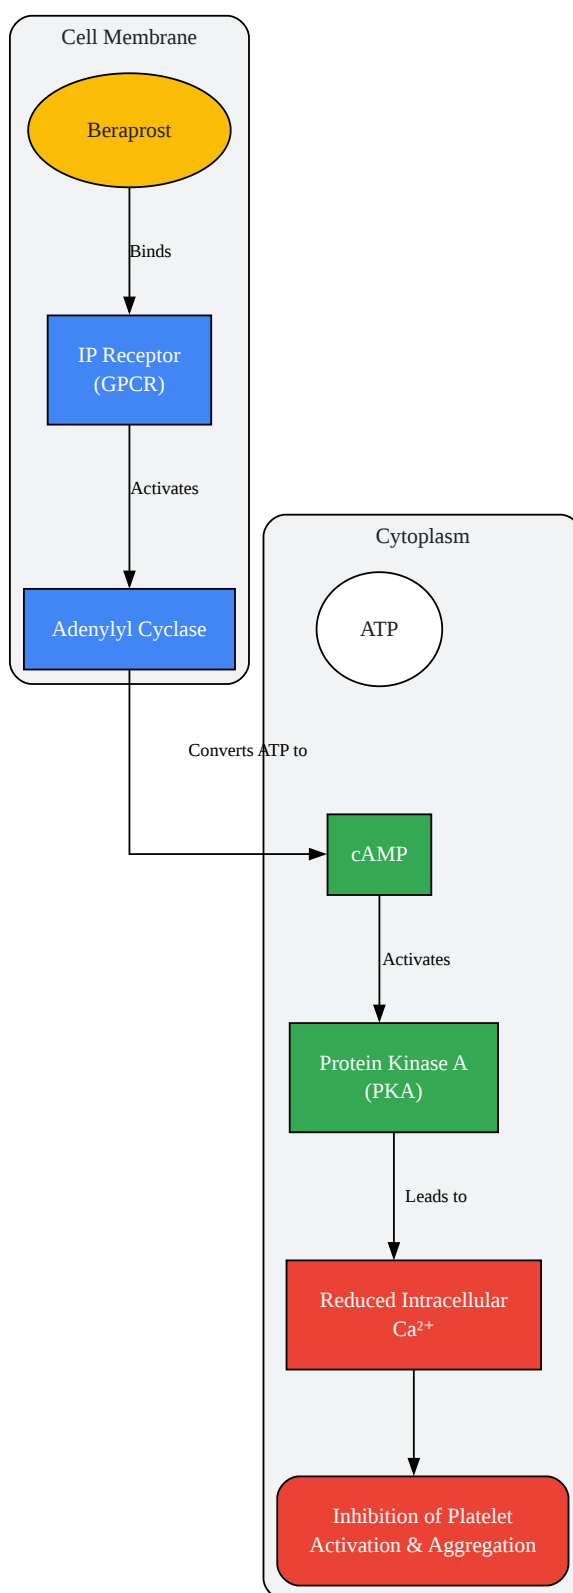 Cell Membrane
Beraprost
Binds
IP Receptor
(GPCR)
Activates
Adenylyl Cyclase
Cytoplasm
ATP
Converts ATP to
cAMP
Activates
Protein Kinase A
(PKA)
Leads to
Reduced Intracellular
Ca²⁺
Inhibition of Platelet
Activation & Aggregation